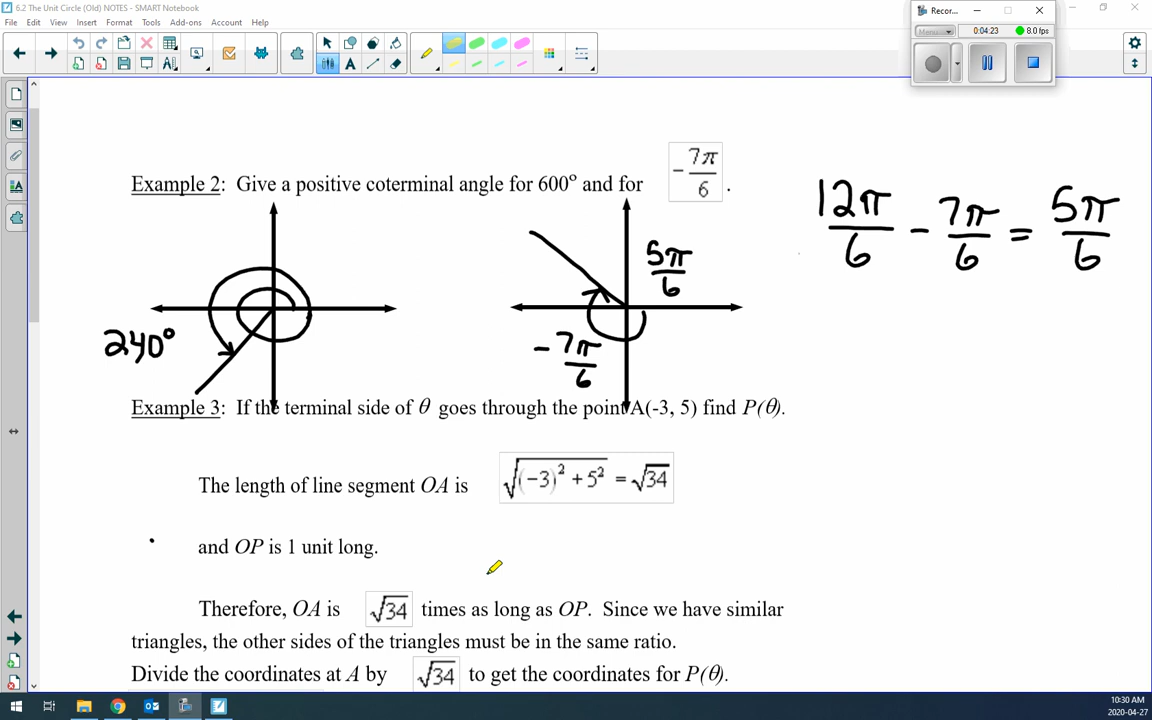 6.2 The Unit Circle (Old) NOTES - SMART Notebook
File Edit View Insert Format Tools Add-ons Account Help
Recor...
Menu 0:04:23 8.0 fps
Example 2: Give a positive coterminal angle for 600° and for -7π/6 .
12π/6 - 7π/6 = 5π/6
5π/6
240°
-7π/6
Example 3: If the terminal side of θ goes through the point A(-3, 5) find P(θ).
The length of line segment OA is √((-3)² + 5²) = √34
and OP is 1 unit long.
Therefore, OA is √34 times as long as OP. Since we have similar
triangles, the other sides of the triangles must be in the same ratio.
Divide the coordinates at A by √34 to get the coordinates for P(θ).
10:30 AM
2020-04-27